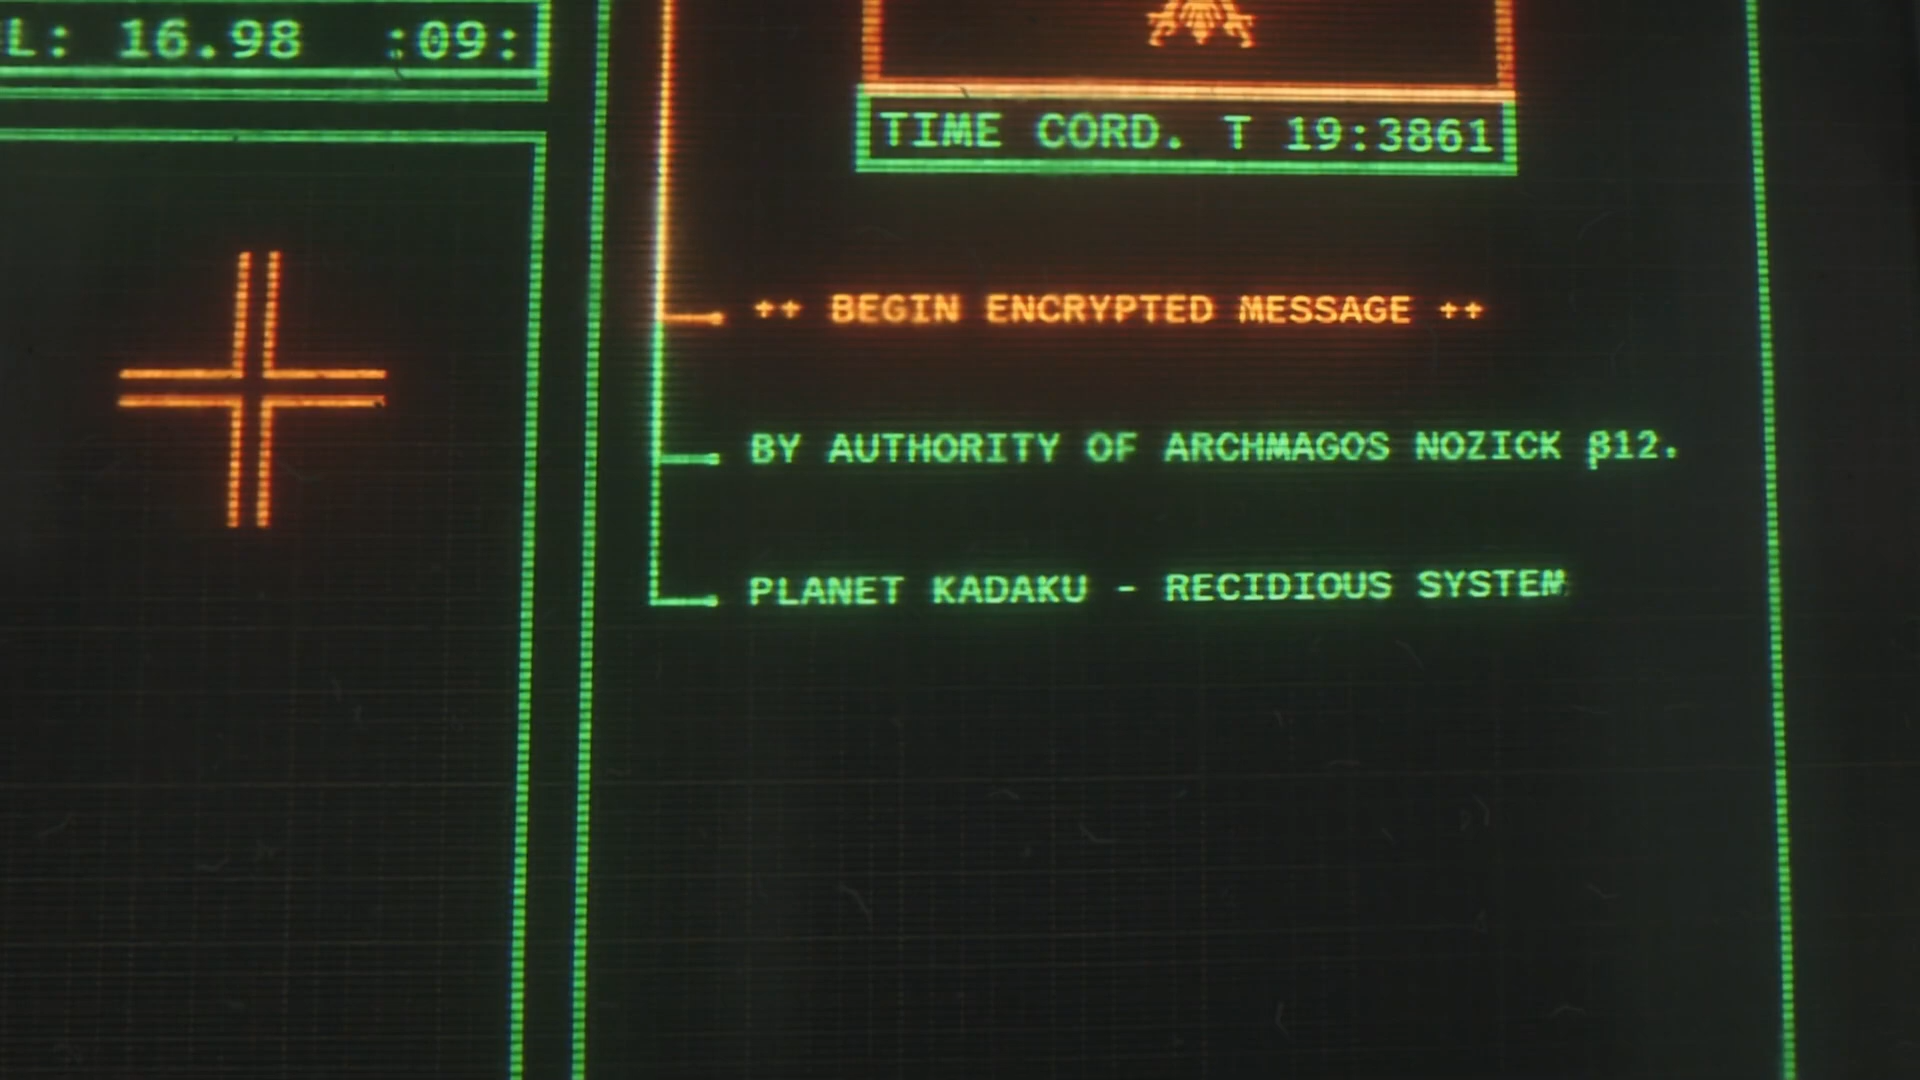 L: 16.98 :09:
TIME CORD. T 19:3861
++ BEGIN ENCRYPTED MESSAGE ++
BY AUTHORITY OF ARCHMAGOS NOZICK β12.
PLANET KADAKU - RECIDIOUS SYSTEM